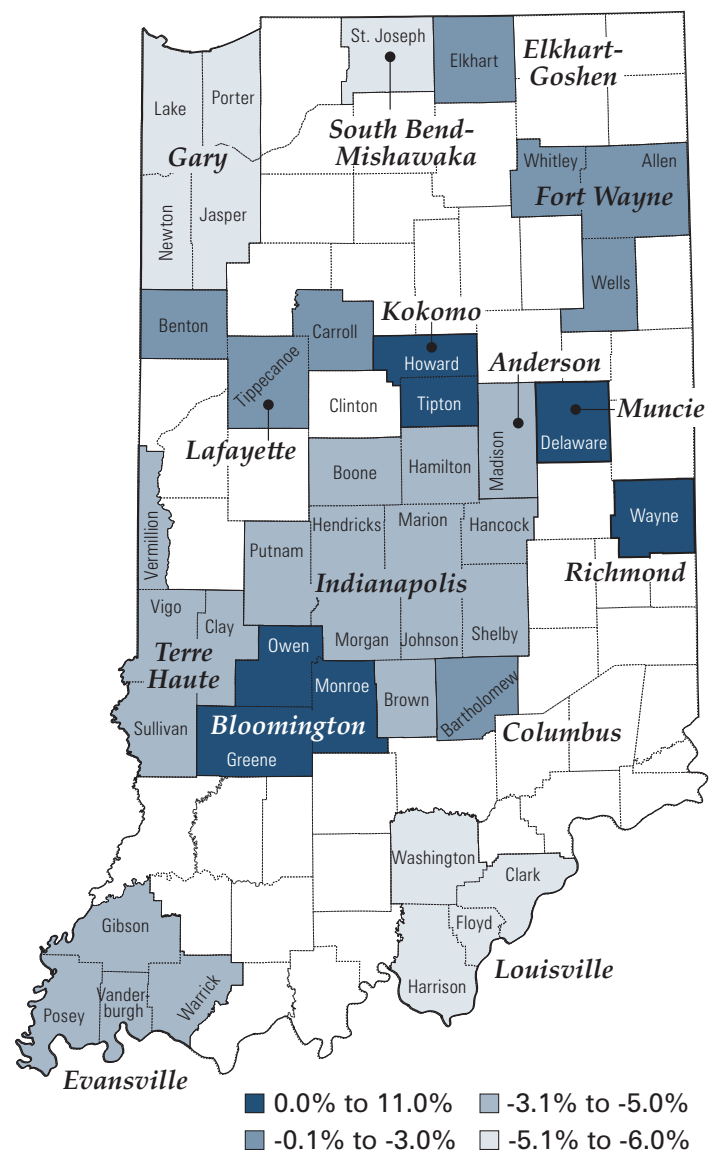 St. Joseph
Elkhart
Elkhart-
Goshen
Lake
Porter
South Bend-
Mishawaka
Gary
Whitley
Allen
Fort Wayne
Newton
Jasper
Wells
Benton
Carroll
Kokomo
Howard
Anderson
Tippecanoe
Clinton
Tipton
Muncie
Delaware
Lafayette
Boone
Hamilton
Madison
Vermillion
Hendricks
Marion
Hancock
Wayne
Putnam
Indianapolis
Richmond
Vigo
Clay
Owen
Morgan
Johnson
Shelby
Terre
Haute
Monroe
Brown
Bartholomew
Sullivan
Bloomington
Columbus
Greene
Washington
Clark
Gibson
Floyd
Louisville
Harrison
Posey
Vander-
burgh
Warrick
Evansville
0.0% to 11.0%
-3.1% to -5.0%
-0.1% to -3.0%
-5.1% to -6.0%